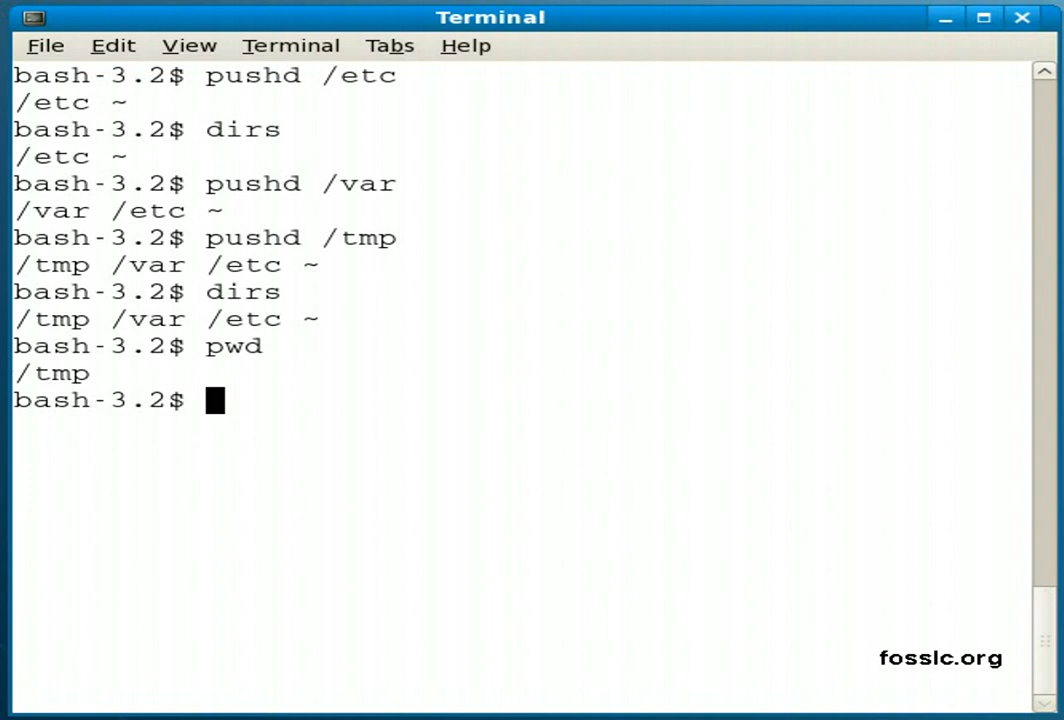 Terminal
File Edit View Terminal Tabs Help
bash-3.2$ pushd /etc
/etc ~
bash-3.2$ dirs
/etc ~
bash-3.2$ pushd /var
/var /etc ~
bash-3.2$ pushd /tmp
/tmp /var /etc ~
bash-3.2$ dirs
/tmp /var /etc ~
bash-3.2$ pwd
/tmp
bash-3.2$
fosslc.org